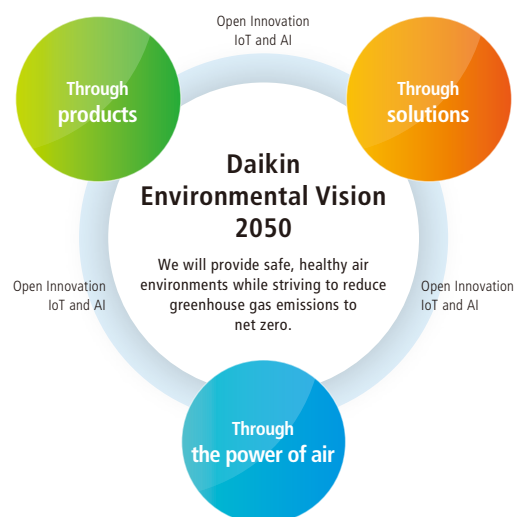 Open Innovation
IoT and AI
Through
products
Through
solutions
Daikin
Environmental Vision
2050
We will provide safe, healthy air
environments while striving to reduce
greenhouse gas emissions to
net zero.
Open Innovation
IoT and AI
Open Innovation
IoT and AI
Through
the power of air